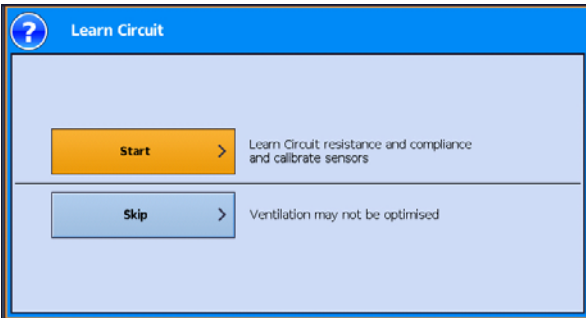 ?
Learn Circuit
Start
Learn Circuit resistance and compliance
and calibrate sensors
Skip
Ventilation may not be optimised